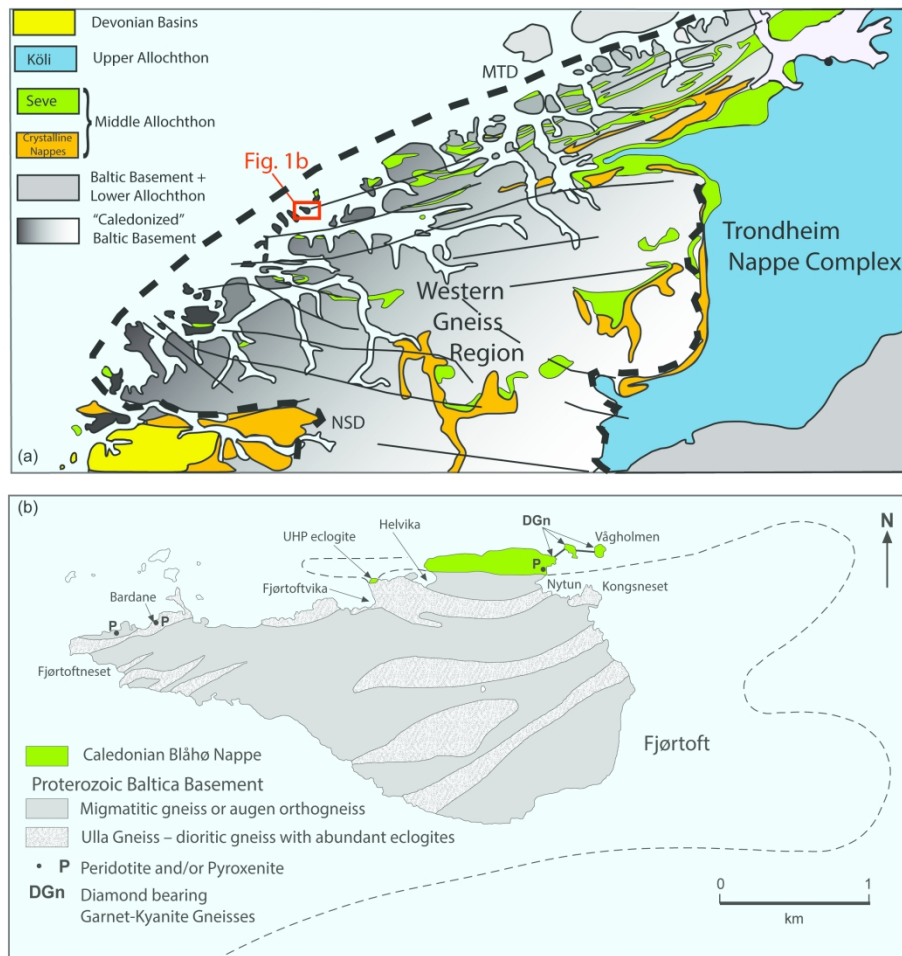 Devonian Basins
Köli
Upper Allochthon
Seve
Middle Allochthon
Crystalline
Nappes
Baltic Basement +
Lower Allochthon
“Caledonized”
Baltic Basement
MTD
Fig. 1b
Trondheim
Nappe Complex
Western
Gneiss
Region
NSD
(a)
(b)
N
DGn
Vågholmen
Helvika
UHP eclogite
P
Fjørtoftvika
Nytun
Kongsneset
Bardane
P
P
Fjørtoftneset
Fjørtoft
Caledonian Blåhø Nappe
Proterozoic Baltica Basement
Migmatitic gneiss or augen orthogneiss
Ulla Gneiss – dioritic gneiss with abundant eclogites
P Peridotite and/or Pyroxenite
DGn Diamond bearing
Garnet-Kyanite Gneisses
0 1
km